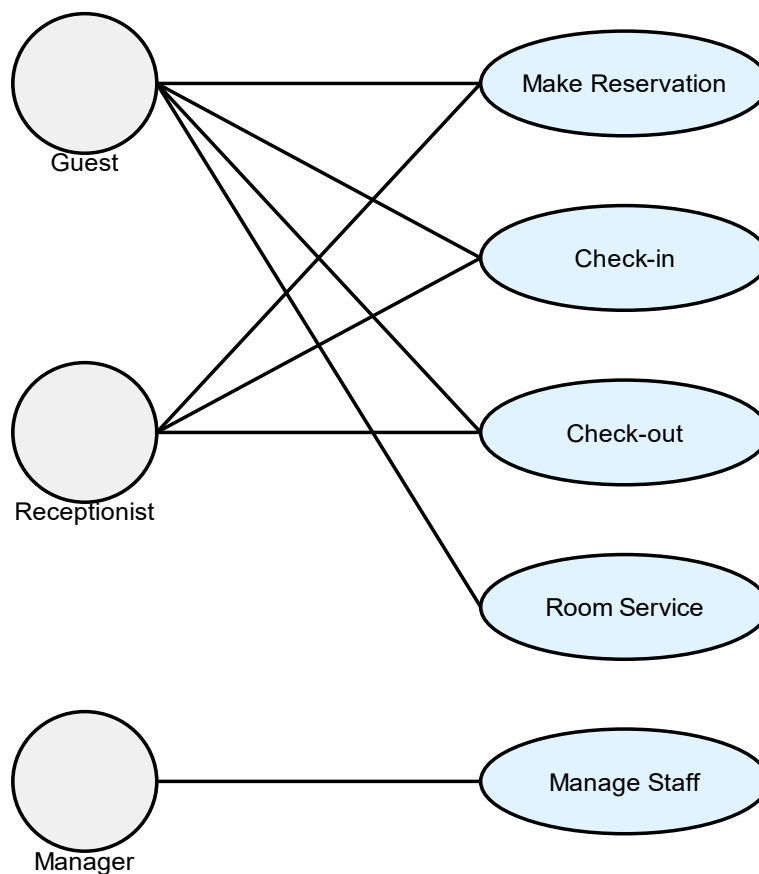 Make Reservation
Guest
Check-in
Check-out
Receptionist
Room Service
Manage Staff
Manager